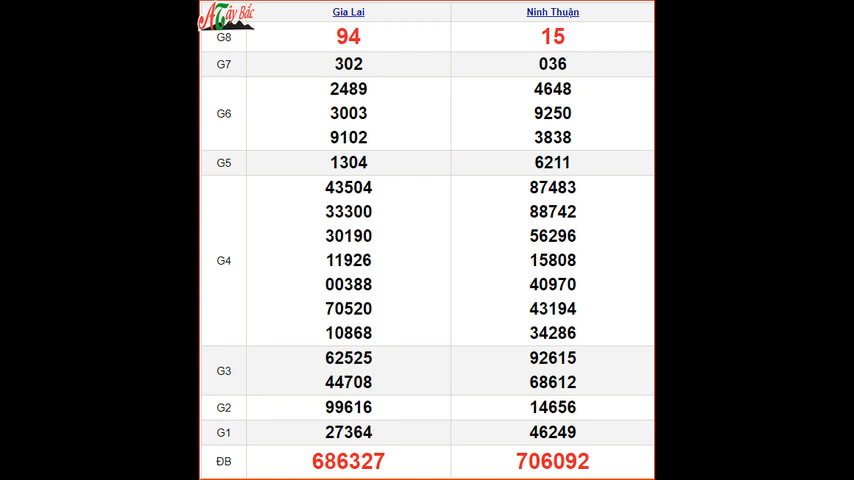 ATây Bắc
Gia Lai Ninh Thuận
G8 94 15
G7 302 036
2489 4648
G6 3003 9250
9102 3838
G5 1304 6211
43504 87483
33300 88742
30190 56296
G4 11926 15808
00388 40970
70520 43194
10868 34286
62525 92615
G3
44708 68612
G2 99616 14656
G1 27364 46249
ĐB 686327 706092